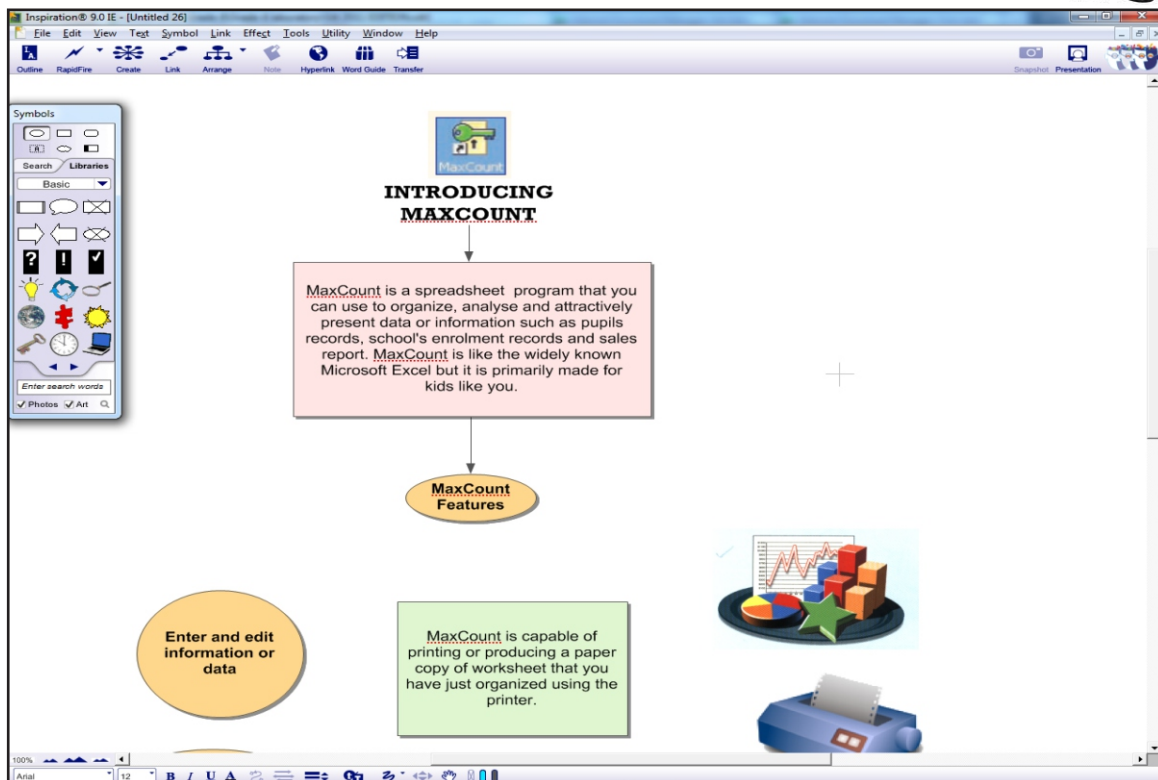 Inspiration® 9.0 IE - [Untitled 26]
File Edit View Text Symbol Link Effect Tools Utility Window Help
Outline RapidFire Create Link Arrange Note Hyperlink Word Guide Transfer Snapshot Presentation
Symbols
Search Libraries
Basic
Enter search words
Photos Art
MaxCount
INTRODUCING
MAXCOUNT
MaxCount is a spreadsheet program that you
can use to organize, analyse and attractively
present data or information such as pupils
records, school's enrolment records and sales
report. MaxCount is like the widely known
Microsoft Excel but it is primarily made for
kids like you.
MaxCount
Features
Enter and edit
information or
data
MaxCount is capable of
printing or producing a paper
copy of worksheet that you
have just organized using the
printer.
100%
Arial 12 B I U A